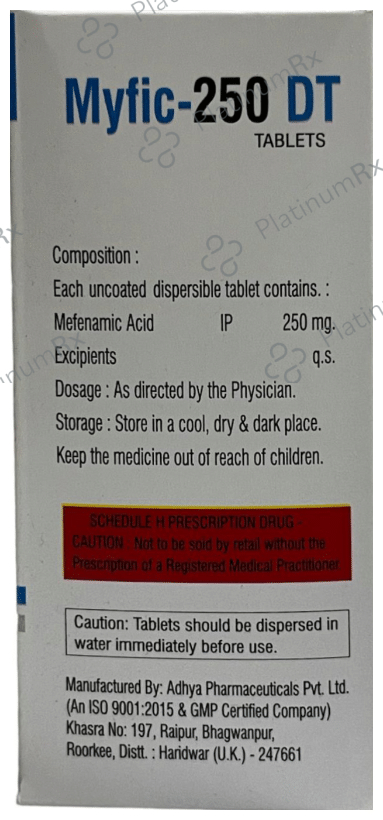 Myfic-250 DT
TABLETS
Composition :
Each uncoated dispersible tablet contains. :
Mefenamic Acid IP 250 mg.
Excipients q.s.
Dosage : As directed by the Physician.
Storage : Store in a cool, dry & dark place.
Keep the medicine out of reach of children.
SCHEDULE H PRESCRIPTION DRUG -
CAUTION : Not to be sold by retail without the
Prescription of a Registered Medical Practitioner
Caution: Tablets should be dispersed in
water immediately before use.
Manufactured By: Adhya Pharmaceuticals Pvt. Ltd.
(An ISO 9001:2015 & GMP Certified Company)
Khasra No: 197, Raipur, Bhagwanpur,
Roorkee, Distt. : Haridwar (U.K.) - 247661
PlatinumRx
PlatinumRx